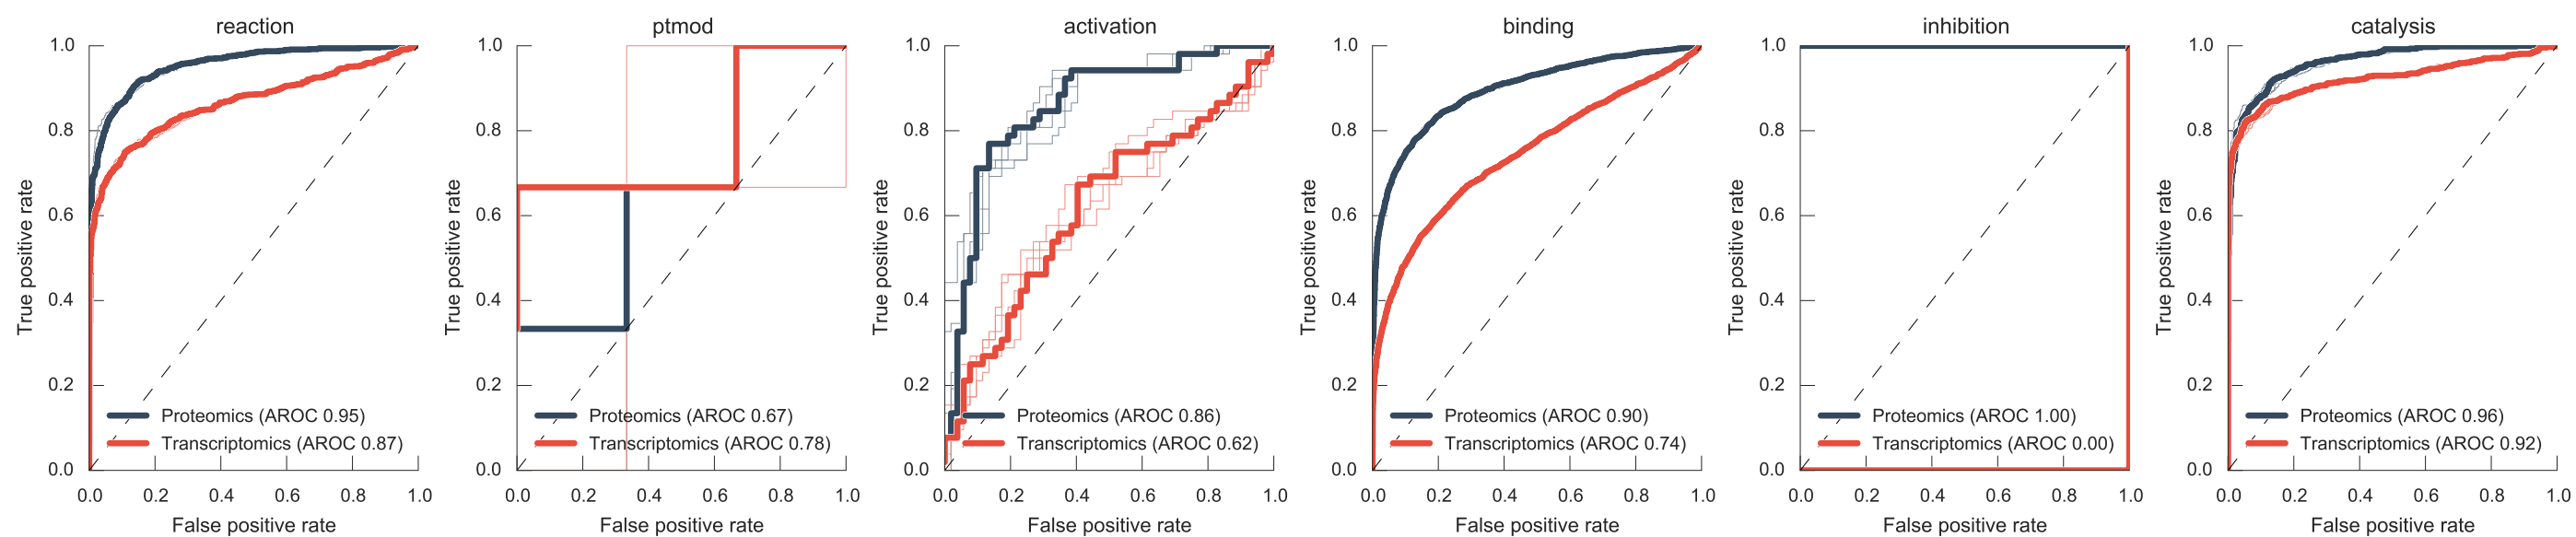 reaction
True positive rate
1.0
0.8
0.6
0.4
0.2
0.0
Proteomics (AROC 0.95)
Transcriptomics (AROC 0.87)
0.0 0.2 0.4 0.6 0.8 1.0
False positive rate
ptmod
True positive rate
1.0
0.8
0.6
0.4
0.2
0.0
Proteomics (AROC 0.67)
Transcriptomics (AROC 0.78)
0.0 0.2 0.4 0.6 0.8 1.0
False positive rate
activation
True positive rate
1.0
0.8
0.6
0.4
0.2
0.0
Proteomics (AROC 0.86)
Transcriptomics (AROC 0.62)
0.0 0.2 0.4 0.6 0.8 1.0
False positive rate
binding
True positive rate
1.0
0.8
0.6
0.4
0.2
0.0
Proteomics (AROC 0.90)
Transcriptomics (AROC 0.74)
0.0 0.2 0.4 0.6 0.8 1.0
False positive rate
inhibition
True positive rate
1.0
0.8
0.6
0.4
0.2
0.0
Proteomics (AROC 1.00)
Transcriptomics (AROC 0.00)
0.0 0.2 0.4 0.6 0.8 1.0
False positive rate
catalysis
True positive rate
1.0
0.8
0.6
0.4
0.2
0.0
Proteomics (AROC 0.96)
Transcriptomics (AROC 0.92)
0.0 0.2 0.4 0.6 0.8 1.0
False positive rate